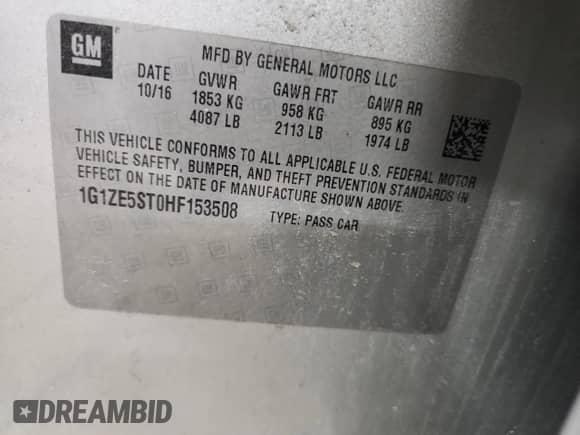 GM
MFD BY GENERAL MOTORS LLC
DATE GVWR GAWR FRT GAWR RR
10/16 1853 KG 958 KG 895 KG
4087 LB 2113 LB 1974 LB
THIS VEHICLE CONFORMS TO ALL APPLICABLE U.S. FEDERAL MOTOR
VEHICLE SAFETY, BUMPER, AND THEFT PREVENTION STANDARDS IN
EFFECT ON THE DATE OF MANUFACTURE SHOWN ABOVE.
1G1ZE5ST0HF153508 TYPE: PASS CAR
DREAMBID